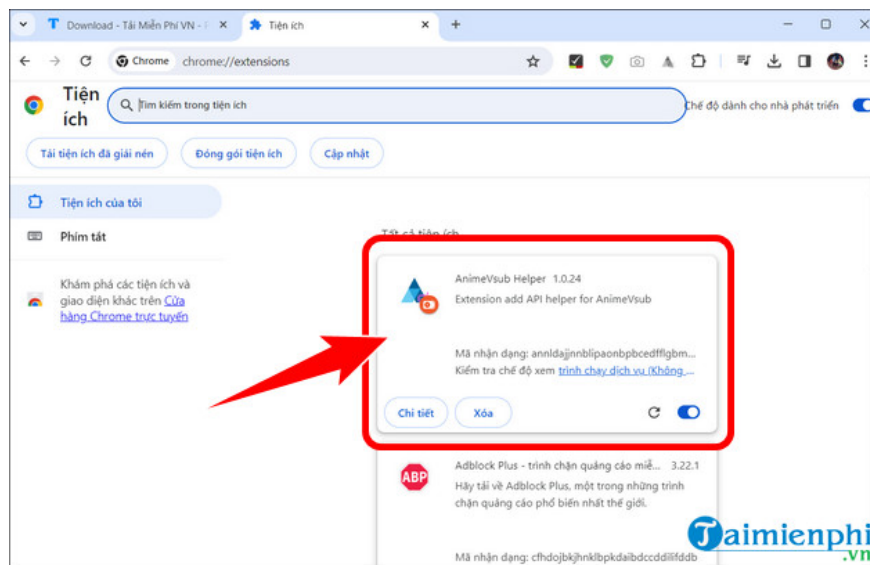 Download - Tải Miễn Phí VN -
Tiện ích
Chrome
chrome://extensions
Tiện ích
Tìm kiếm trong tiện ích
Chế độ dành cho nhà phát triển
Tải tiện ích đã giải nén
Đóng gói tiện ích
Cập nhật
Tiện ích của tôi
Phím tắt
Khám phá các tiện ích và
giao diện khác trên Cửa
hàng Chrome trực tuyến
Tất cả tiện ích
AnimeVsub Helper 1.0.24
Extension add API helper for AnimeVsub
Mã nhận dạng: annldajjnnblipaonbpbcedfflgbm...
Kiểm tra chế độ xem trình chạy dịch vụ (Không ...
Chi tiết
Xóa
ABP
Adblock Plus - trình chặn quảng cáo miễ... 3.22.1
Hãy tải về Adblock Plus, một trong những trình
chặn quảng cáo phổ biến nhất thế giới.
Mã nhận dạng: cfhdojbkjhnklbpkdaibdccddilifddb
Taimienphi
.vn